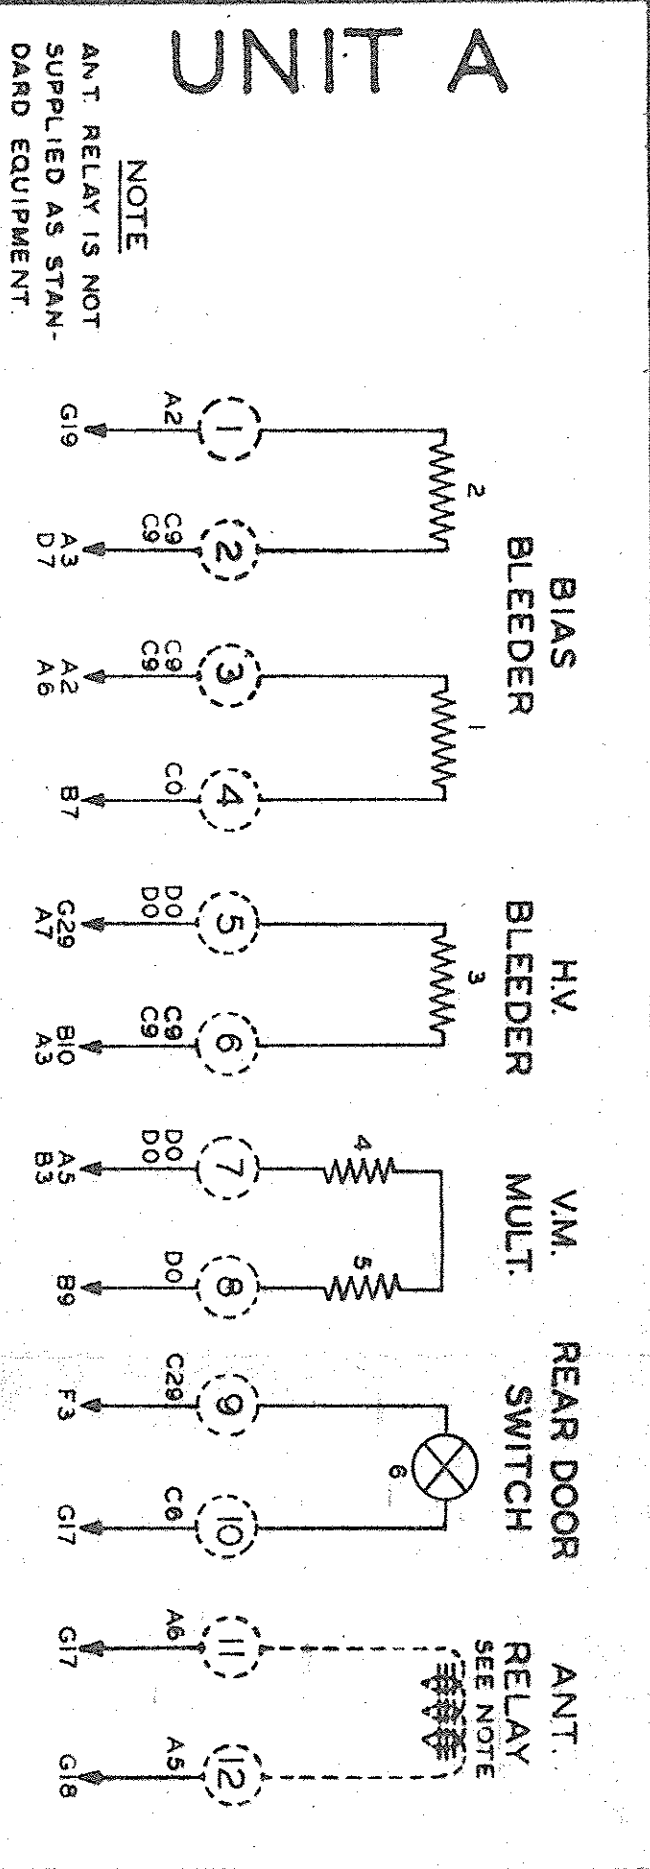 UNIT A
NOTE
ANT. RELAY IS NOT
SUPPLIED AS STAN-
DARD EQUIPMENT.
BIAS
BLEEDER
H.V.
BLEEDER
V.M.
MULT.
REAR DOOR
SWITCH
ANT.
RELAY
SEE NOTE
2
1
3
4
5
6
1
2
3
4
5
6
7
8
9
10
11
12
A2
C9
C9
C9
C9
C0
D0
D0
C9
C9
D0
D0
D0
C29
C6
A6
A5
G19
A3
D7
A2
A6
B7
G29
A7
B10
A3
A5
B3
B9
F3
G17
G17
G18